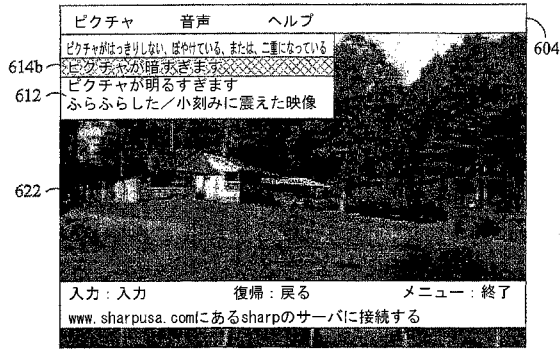 ピクチャ 音声 ヘルプ
604
ピクチャがはっきりしない、ぼやけている、または、二重になっている
614b
ピクチャが暗すぎます
ピクチャが明るすぎます
612
ふらふらした／小刻みに震えた映像
622
入力：入力 復帰：戻る メニュー：終了
www.sharpusa.comにあるsharpのサーバに接続する